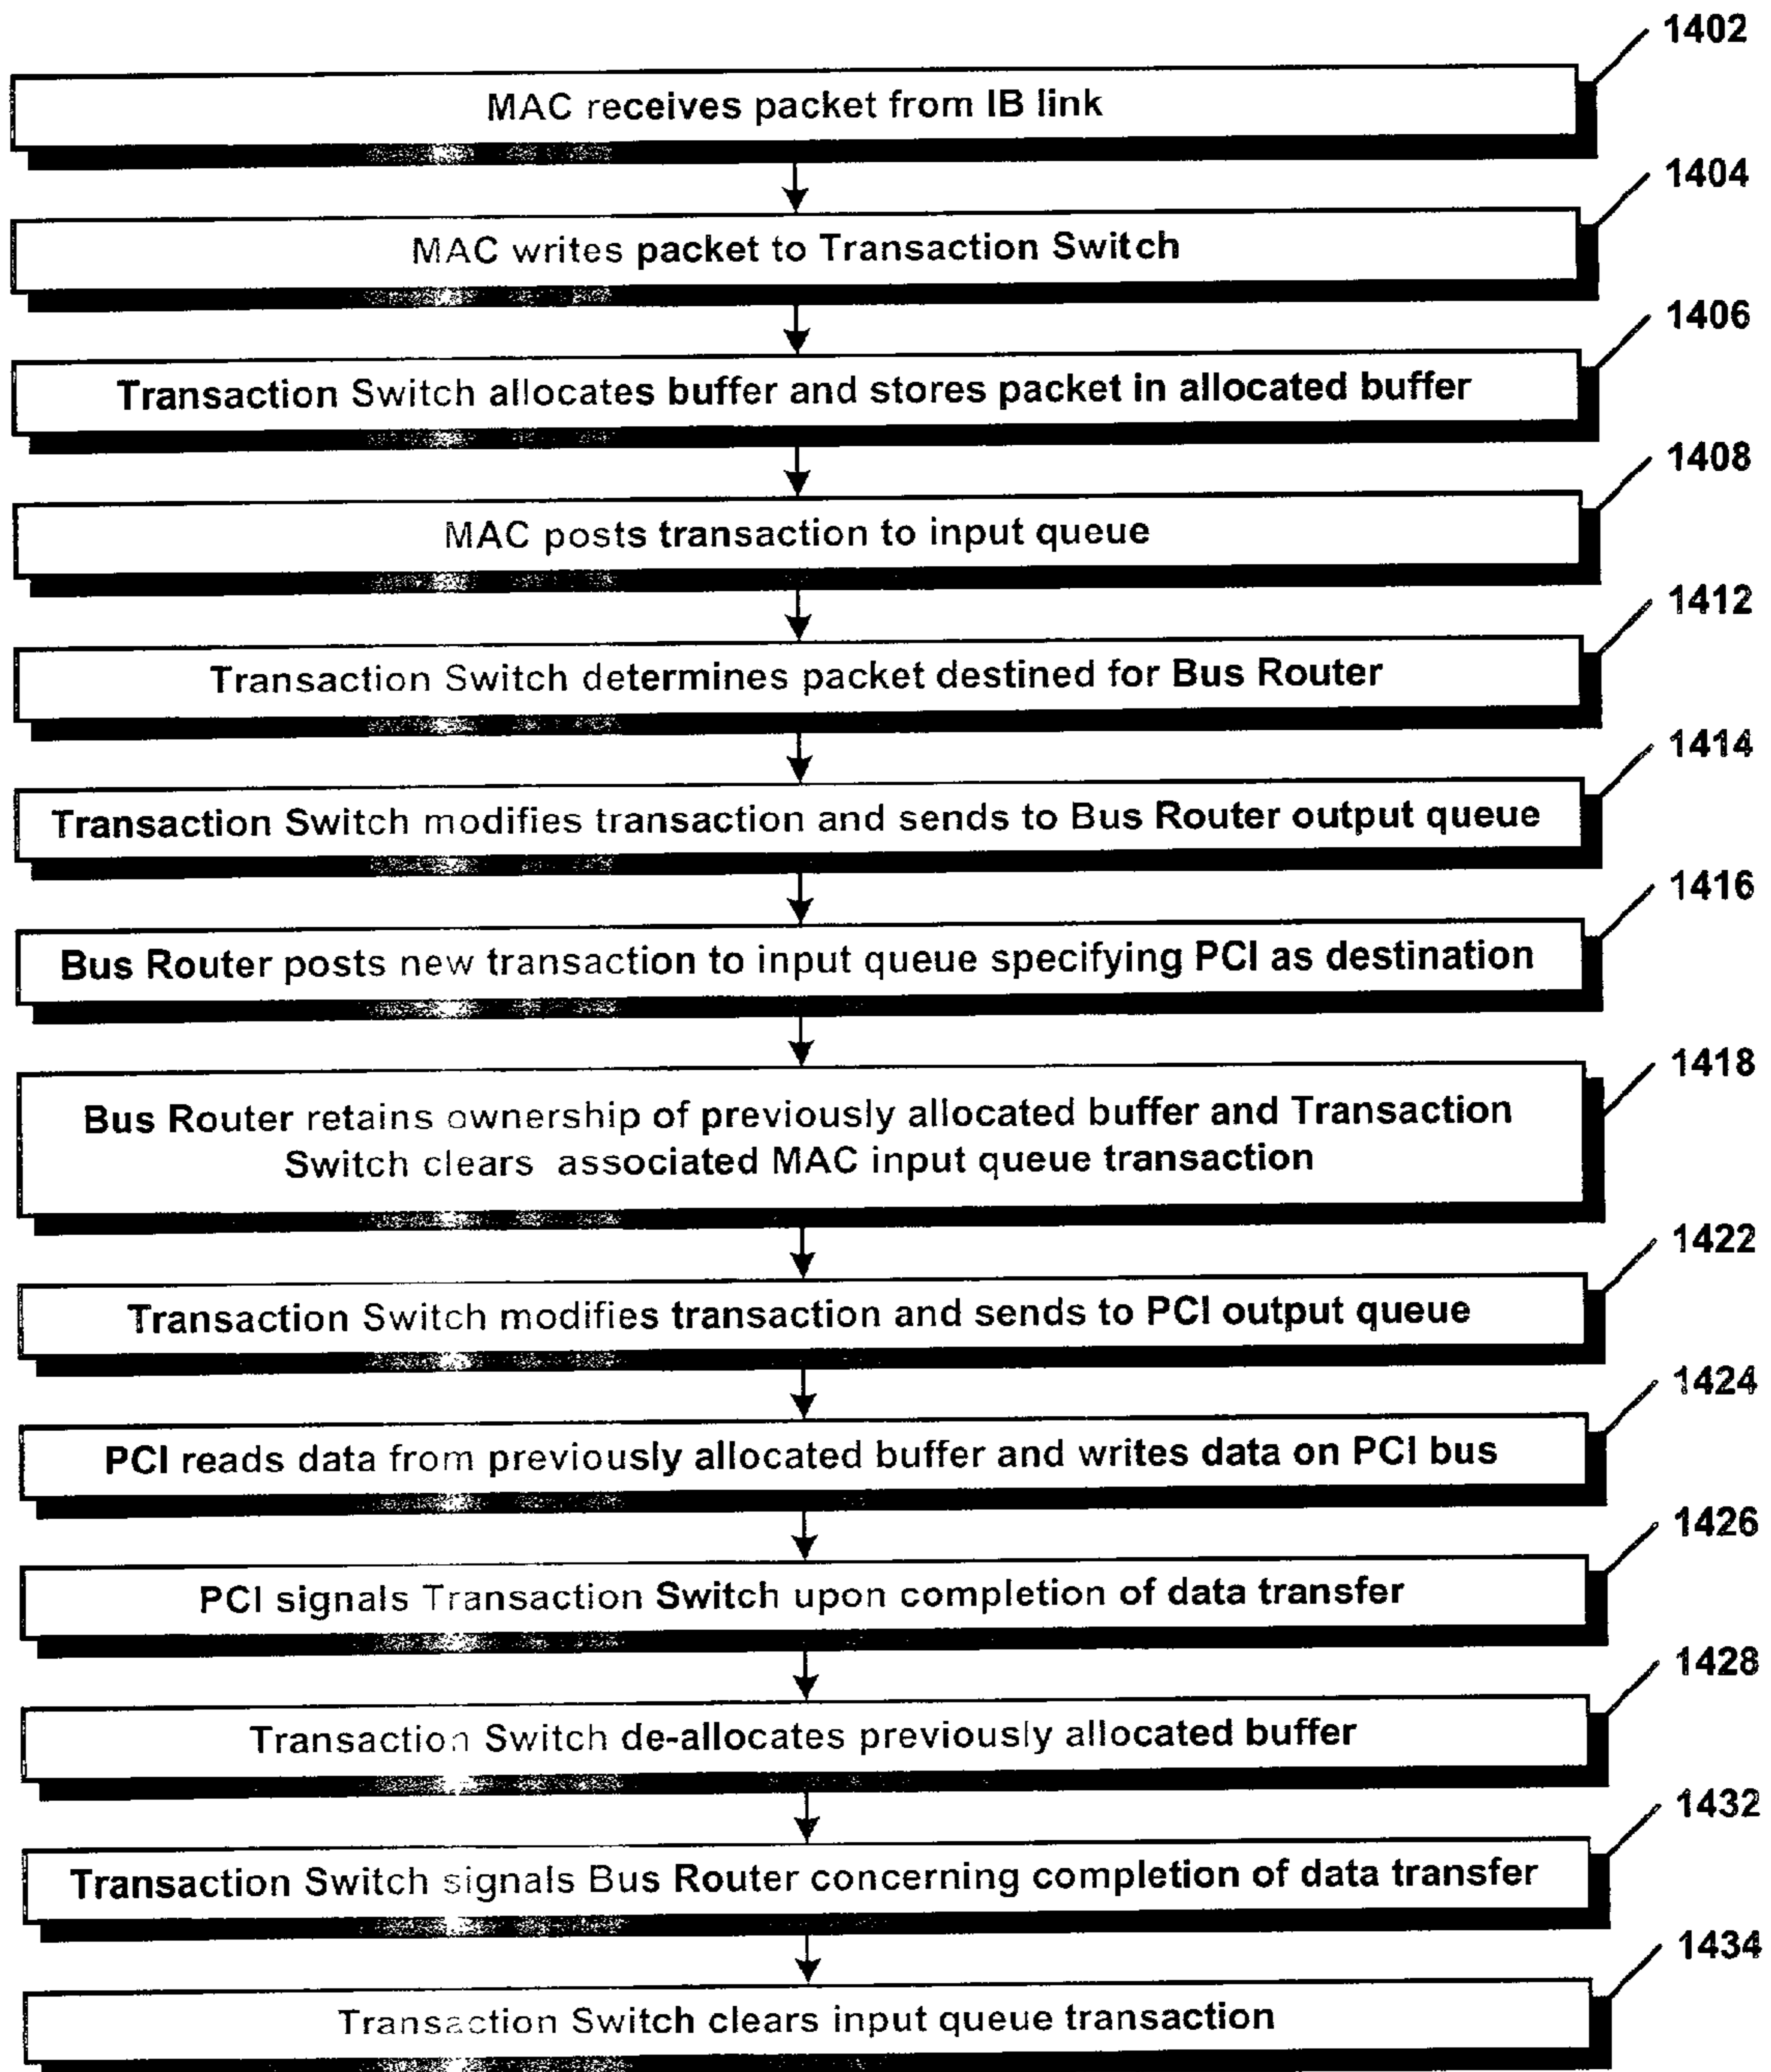 1402
MAC receives packet from IB link
1404
MAC writes packet to Transaction Switch
1406
Transaction Switch allocates buffer and stores packet in allocated buffer
1408
MAC posts transaction to input queue
1412
Transaction Switch determines packet destined for Bus Router
1414
Transaction Switch modifies transaction and sends to Bus Router output queue
1416
Bus Router posts new transaction to input queue specifying PCI as destination
1418
Bus Router retains ownership of previously allocated buffer and Transaction
Switch clears associated MAC input queue transaction
1422
Transaction Switch modifies transaction and sends to PCI output queue
1424
PCI reads data from previously allocated buffer and writes data on PCI bus
1426
PCI signals Transaction Switch upon completion of data transfer
1428
Transaction Switch de-allocates previously allocated buffer
1432
Transaction Switch signals Bus Router concerning completion of data transfer
1434
Transaction Switch clears input queue transaction